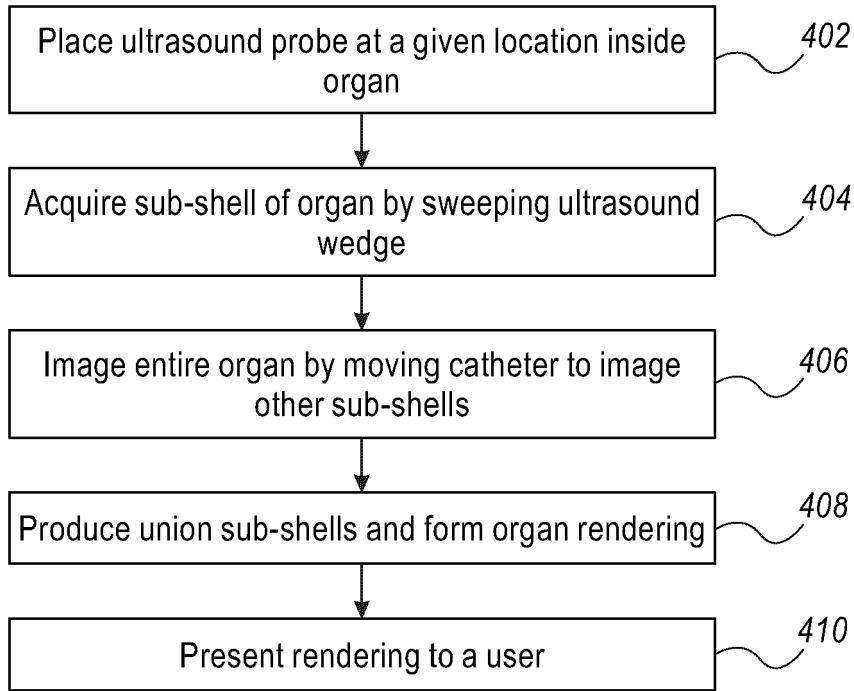 Place ultrasound probe at a given location inside
organ
402
Acquire sub-shell of organ by sweeping ultrasound
wedge
404
Image entire organ by moving catheter to image
other sub-shells
406
Produce union sub-shells and form organ rendering
408
Present rendering to a user
410